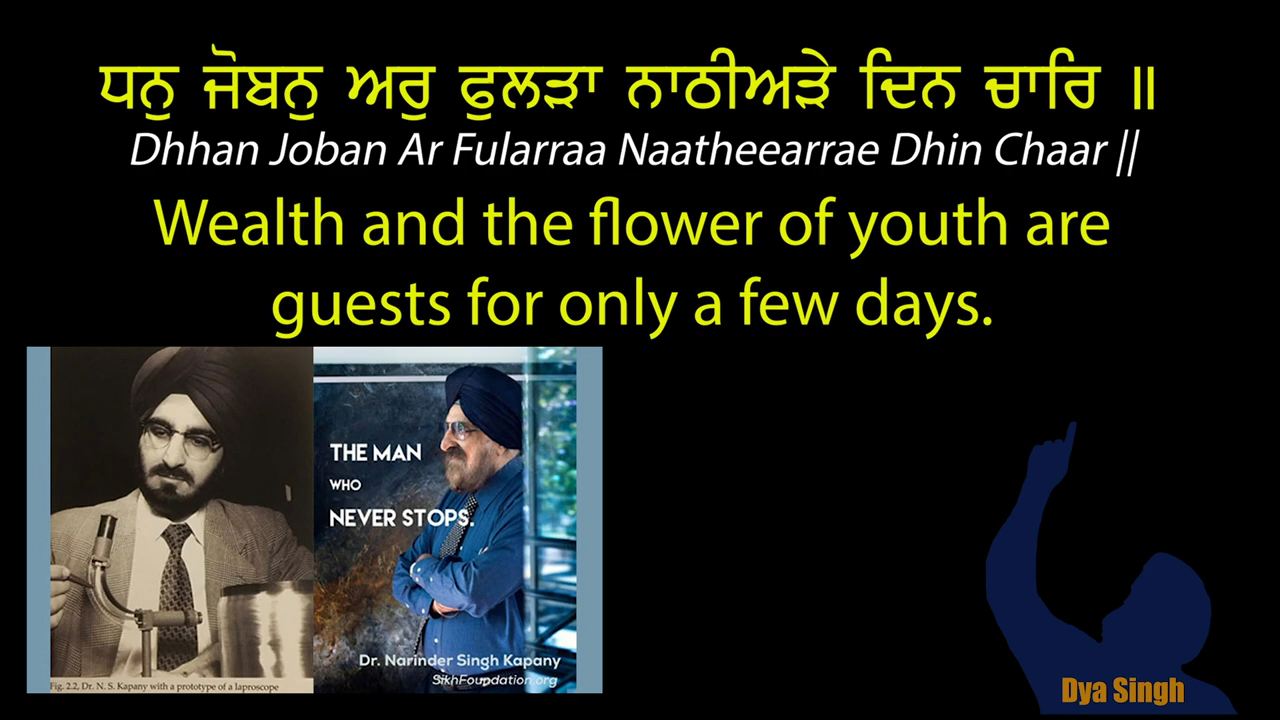 ਧਨੁ ਜੋਬਨੁ ਅਰੁ ਫੁਲੜਾ ਨਾਠੀਅੜੇ ਦਿਨ ਚਾਰਿ ॥
Dhhan Joban Ar Fularraa Naatheearrae Dhin Chaar ||
Wealth and the flower of youth are
guests for only a few days.
THE MAN
WHO
NEVER STOPS.
Dr. Narinder Singh Kapany
SikhFoundation.org
Fig. 2.2, Dr. N. S. Kapany with a prototype of a laproscope
Dya Singh